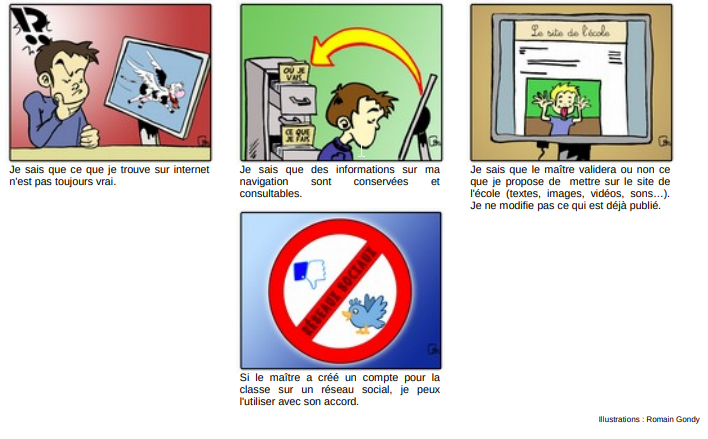 !?
OÙ JE
VAIS
CE QUE
JE FAIS
Le site de l'école
Je sais que ce que je trouve sur internet
n'est pas toujours vrai.
Je sais que des informations sur ma
navigation sont conservées et
consultables.
Je sais que le maître validera ou non ce
que je propose de mettre sur le site de
l'école (textes, images, vidéos, sons...).
Je ne modifie pas ce qui est déjà publié.
RÉSEAUX SOCIAUX
Si le maître a créé un compte pour la
classe sur un réseau social, je peux
l'utiliser avec son accord.
Illustrations : Romain Gondy